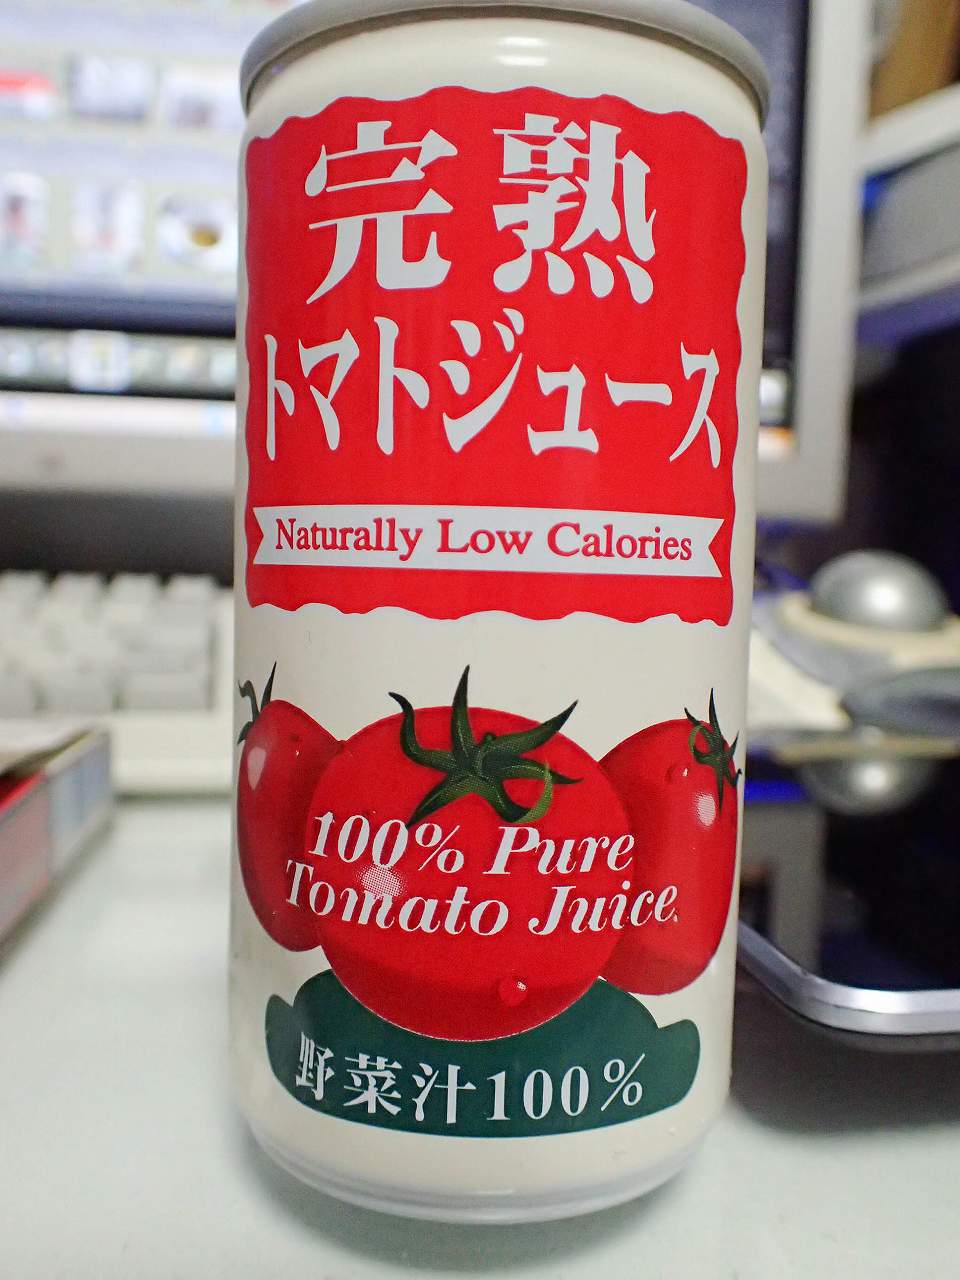 完熟
トマトジュース
Naturally Low Calories
100% Pure
Tomato Juice.
野菜汁100%